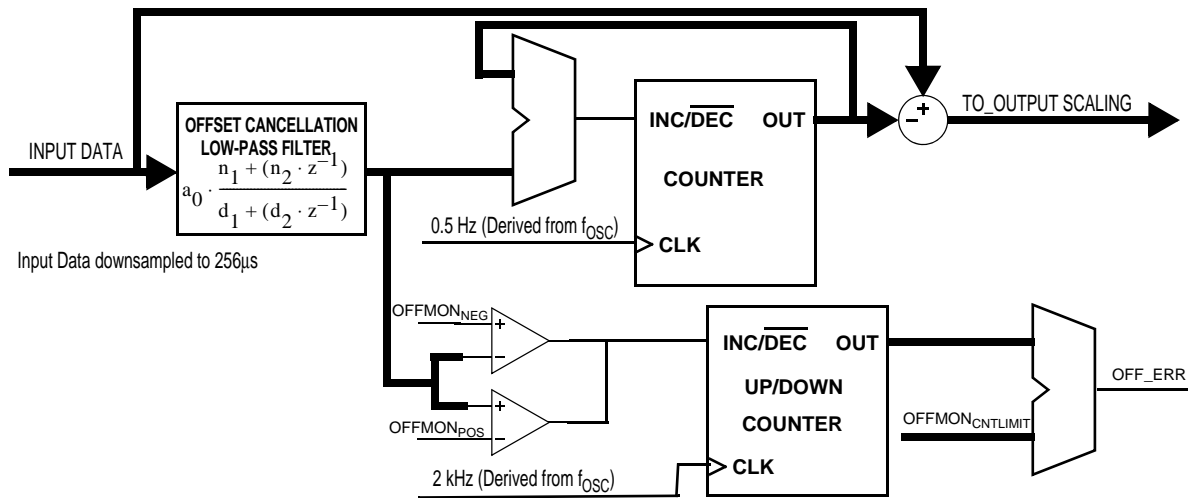 INPUT DATA
OFFSET CANCELLATION
LOW-PASS FILTER
a0 · n1 + (n2 · z−1)
d1 + (d2 · z−1)
Input Data downsampled to 256μs
INC/DEC OUT
COUNTER
0.5 Hz (Derived from fOSC)
CLK
− +
TO_OUTPUT SCALING
OFFMONNEG
+
−
+
−
OFFMONPOS
INC/DEC OUT
UP/DOWN
COUNTER
2 kHz (Derived from fOSC)
CLK
OFFMONCNTLIMIT
OFF_ERR